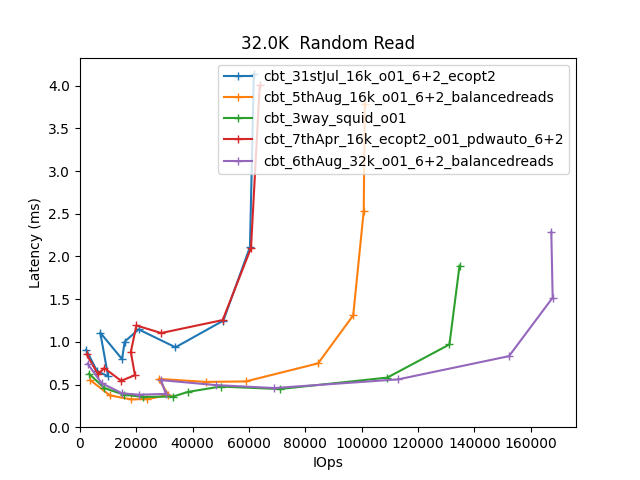 32.0K  Random Read
cbt_31stJul_16k_o01_6+2_ecopt2
cbt_5thAug_16k_o01_6+2_balancedreads
cbt_3way_squid_o01
cbt_7thApr_16k_ecopt2_o01_pdwauto_6+2
cbt_6thAug_32k_o01_6+2_balancedreads
Latency (ms)
4.0
3.5
3.0
2.5
2.0
1.5
1.0
0.5
0.0
0 20000 40000 60000 80000 100000 120000 140000 160000
IOps